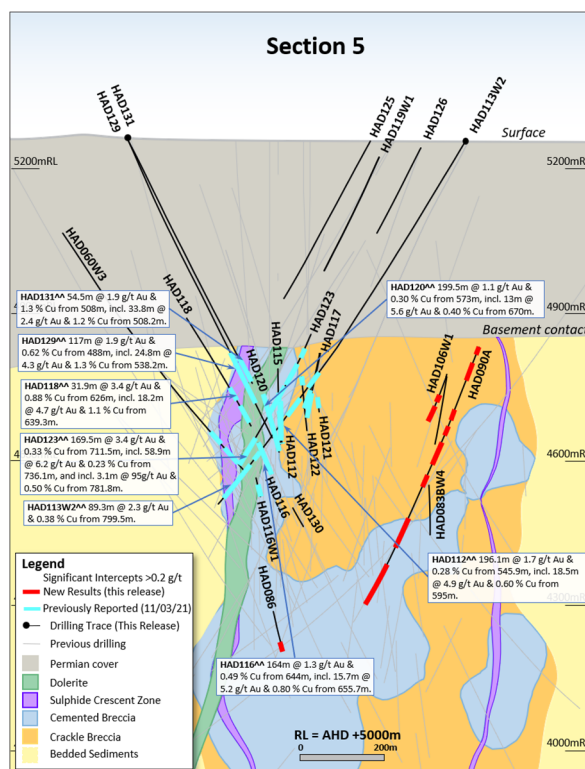 Section 5
HAD131
HAD129
HAD125
HAD119W1
HAD126
HAD113W2
Surface
5200mRL
5200mR
HAD060W3
HAD118
HAD131^^ 54.5m @ 1.9 g/t Au &
1.3 % Cu from 508m, incl. 33.8m @
2.4 g/t Au & 1.2 % Cu from 508.2m.
HAD120^^ 199.5m @ 1.1 g/t Au &
0.30 % Cu from 573m, incl. 13m @
5.6 g/t Au & 0.40 % Cu from 670m.
4900mR
HAD123
HAD117
Basement contact
HAD129^^ 117m @ 1.9 g/t Au &
0.62 % Cu from 488m, incl. 24.8m @
4.3 g/t Au & 1.3 % Cu from 538.2m.
HAD115
HAD120
HAD106W1
HAD090A
HAD118^^ 31.9m @ 3.4 g/t Au &
0.88 % Cu from 626m, incl. 18.2m
@ 4.7 g/t Au & 1.1 % Cu from
639.3m.
HAD123^^ 169.5m @ 3.4 g/t Au &
0.33 % Cu from 711.5m, incl. 58.9m
@ 6.2 g/t Au & 0.23 % Cu from
736.1m, and incl. 3.1m @ 95g/t Au &
0.50 % Cu from 781.8m.
HAD112
HAD122
HAD121
4600mR
HAD113W2^^ 89.3m @ 2.3 g/t Au &
0.38 % Cu from 799.5m.
HAD116
HAD130
HAD116W1
HAD083BW4
HAD086
HAD112^^ 196.1m @ 1.7 g/t Au &
0.28 % Cu from 545.9m, incl. 18.5m
@ 4.9 g/t Au & 0.60 % Cu from
595m.
4300mR
Legend
Significant Intercepts >0.2 g/t
New Results (this release)
Previously Reported (11/03/21)
Drilling Trace (This Release)
Previous drilling
Permian cover
Dolerite
Sulphide Crescent Zone
Cemented Breccia
Crackle Breccia
Bedded Sediments
HAD116^^ 164m @ 1.3 g/t Au &
0.49 % Cu from 644m, incl. 15.7m @
5.2 g/t Au & 0.80 % Cu from 655.7m.
RL = AHD +5000m
0 200m
4000mR